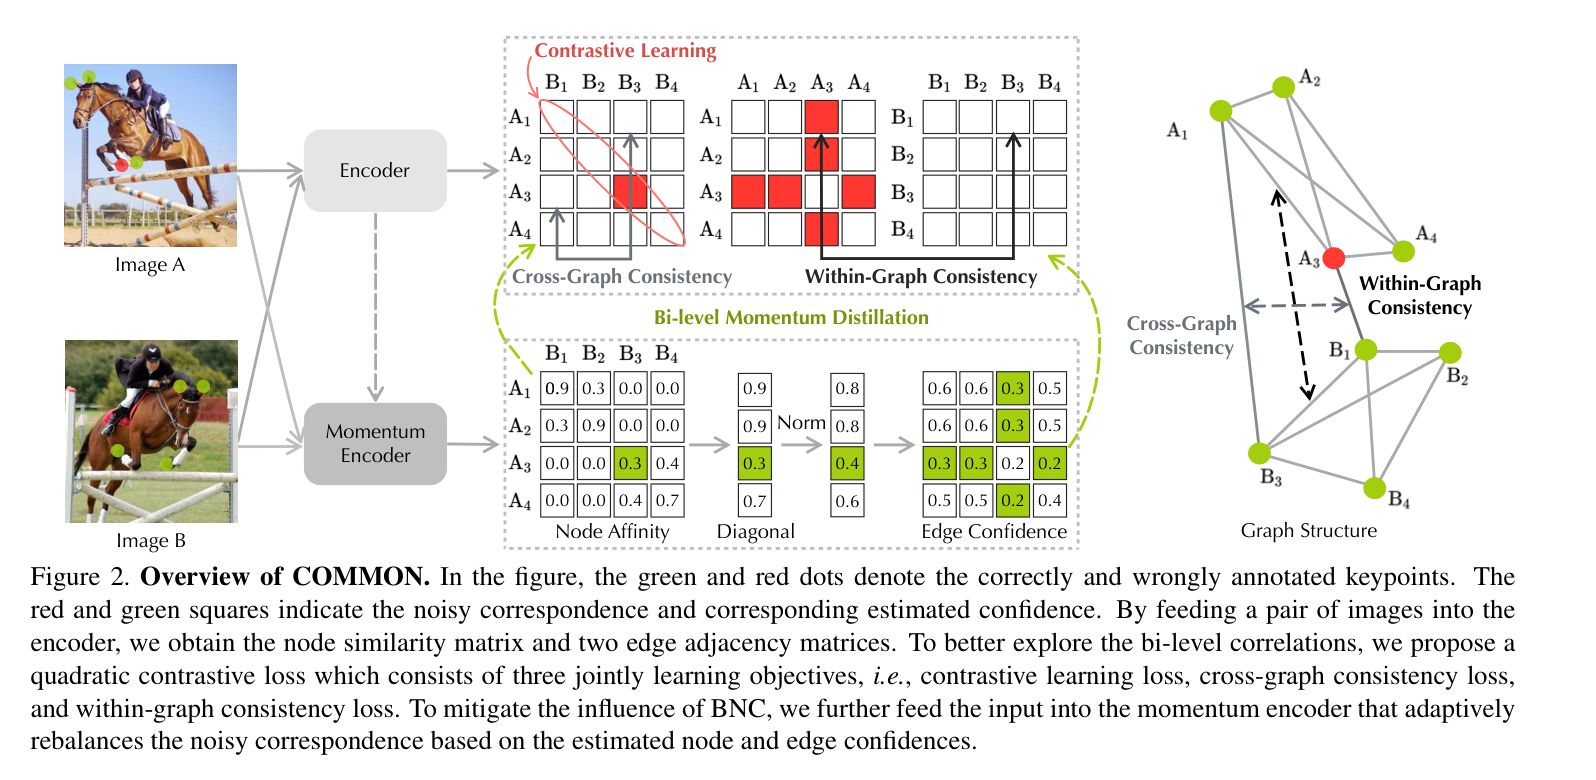 Contrastive Learning
B₁ B₂ B₃ B₄
A₁
A₂
A₃
A₄
A₁ A₂ A₃ A₄
A₁
A₂
A₃
A₄
B₁ B₂ B₃ B₄
B₁
B₂
B₃
B₄
Cross-Graph Consistency
Within-Graph Consistency
Image A
Encoder
Bi-level Momentum Distillation
Image B
Momentum
Encoder
B₁ B₂ B₃ B₄
A₁ 0.9 0.3 0.0 0.0
A₂ 0.3 0.9 0.0 0.0
A₃ 0.0 0.0 0.3 0.4
A₄ 0.0 0.0 0.4 0.7
Node Affinity
0.9
0.9
0.3
0.7
Diagonal
Norm
0.8
0.8
0.4
0.6
0.6 0.6 0.3 0.5
0.6 0.6 0.3 0.5
0.3 0.3 0.2 0.2
0.5 0.5 0.2 0.4
Edge Confidence
A₂
A₁
A₄
A₃
Within-Graph
Consistency
Cross-Graph
Consistency
B₁
B₂
B₃
B₄
Graph Structure
Figure 2. Overview of COMMON. In the figure, the green and red dots denote the correctly and wrongly annotated keypoints. The
red and green squares indicate the noisy correspondence and corresponding estimated confidence. By feeding a pair of images into the
encoder, we obtain the node similarity matrix and two edge adjacency matrices. To better explore the bi-level correlations, we propose a
quadratic contrastive loss which consists of three jointly learning objectives, i.e., contrastive learning loss, cross-graph consistency loss,
and within-graph consistency loss. To mitigate the influence of BNC, we further feed the input into the momentum encoder that adaptively
rebalances the noisy correspondence based on the estimated node and edge confidences.